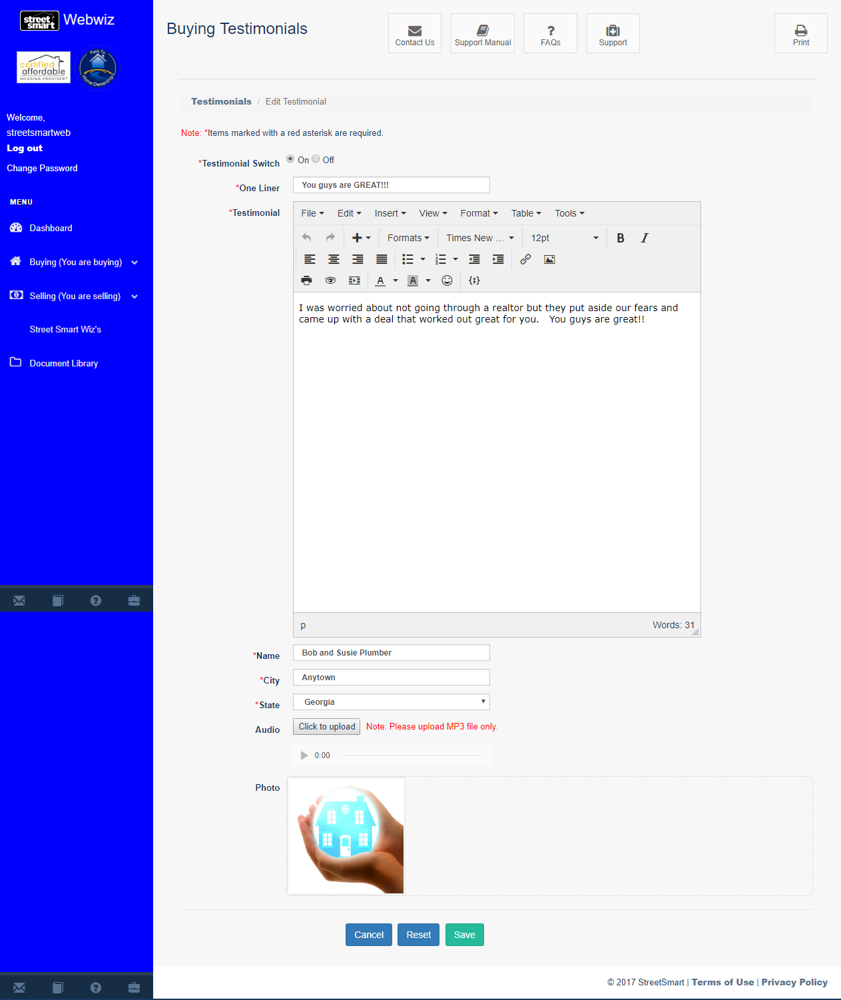 street smart Webwiz
certified
affordable
HOUSING PROVIDER
Path To
Home Ownership
Welcome,
streetsmartweb
Log out
Change Password
MENU
Dashboard
Buying (You are buying)
Selling (You are selling)
Street Smart Wiz's
Document Library
Buying Testimonials
Contact Us
Support Manual
FAQs
Support
Print
Testimonials / Edit Testimonial
Note: *Items marked with a red asterisk are required.
*Testimonial Switch On Off
*One Liner You guys are GREAT!!!
*Testimonial
File Edit Insert View Format Table Tools
Formats Times New ... 12pt B I
A A {;}
I was worried about not going through a realtor but they put aside our fears and
came up with a deal that worked out great for you. You guys are great!!
p Words: 31
*Name Bob and Susie Plumber
*City Anytown
*State Georgia
Audio Click to upload Note: Please upload MP3 file only.
0:00
Photo
Cancel Reset Save
© 2017 StreetSmart | Terms of Use | Privacy Policy